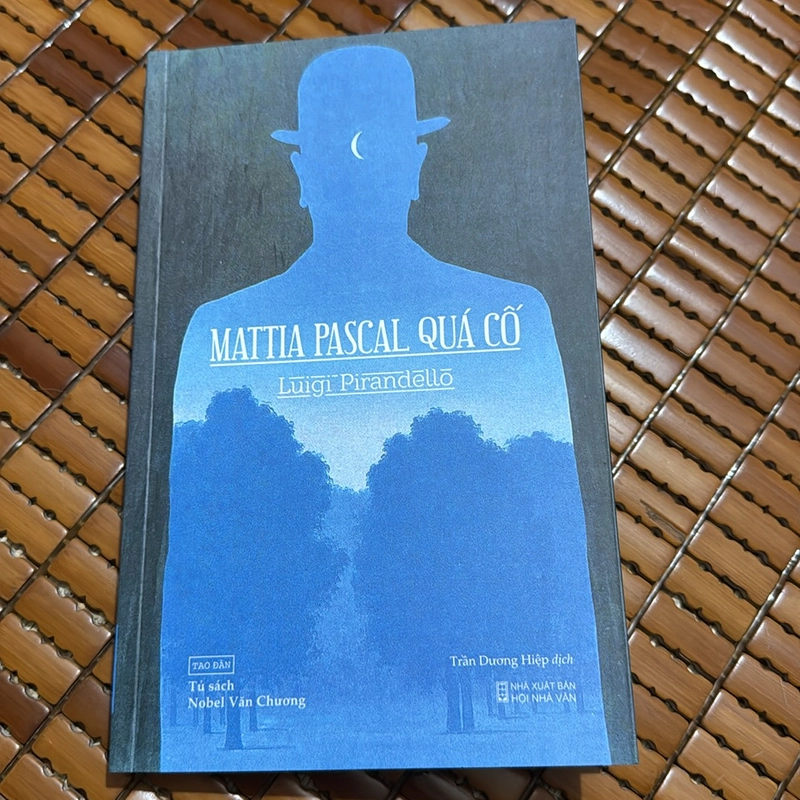 MATTIA PASCAL QUÁ CỐ
Luigi Pirandello
TAO ĐÀN
Tủ sách
Nobel Văn Chương
Trần Dương Hiệp dịch
NHÀ XUẤT BẢN
HỘI NHÀ VĂN